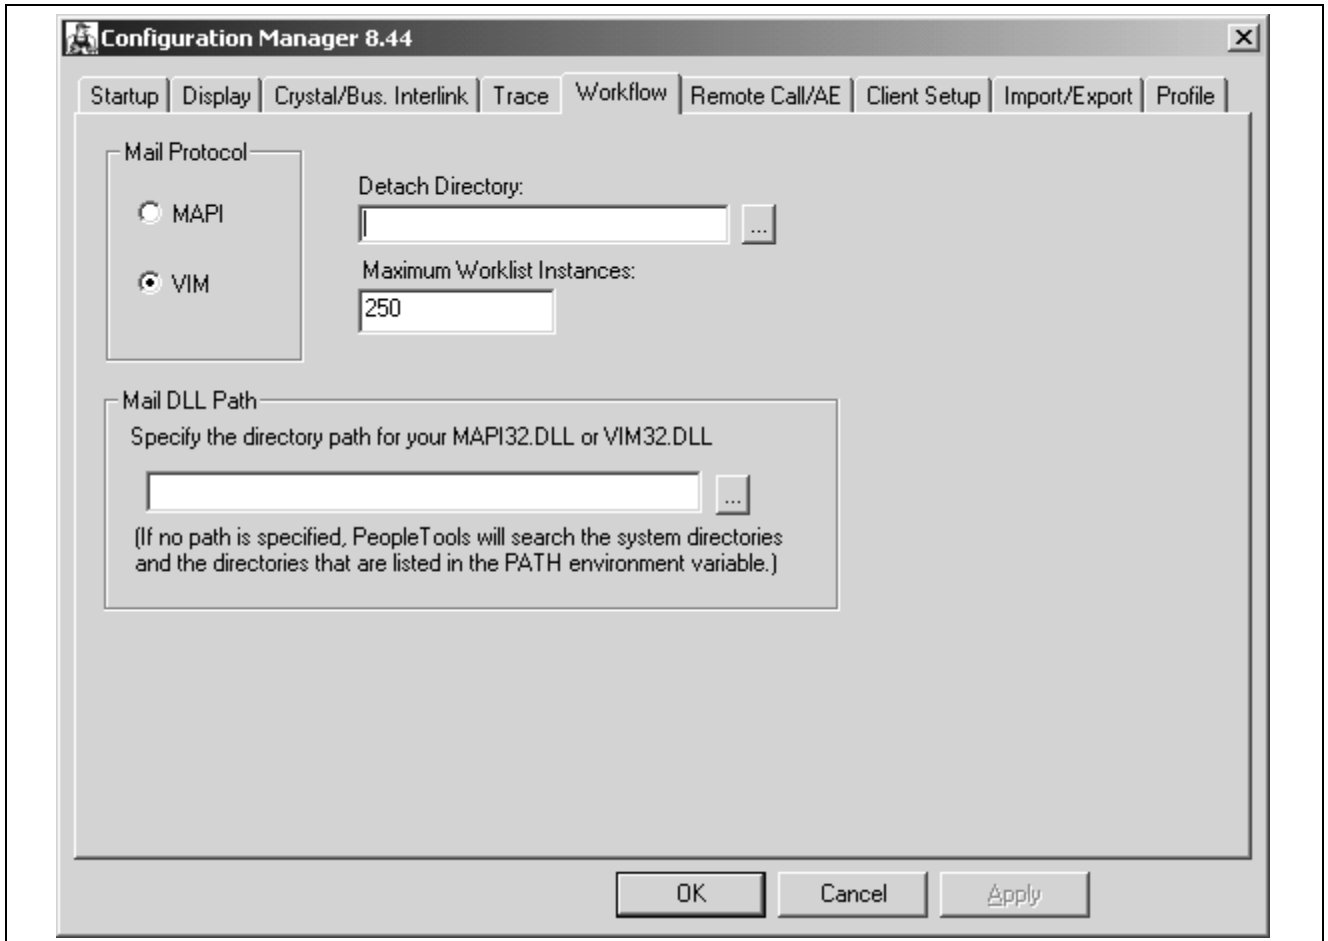 Configuration Manager 8.44
Startup Display Crystal/Bus. Interlink Trace Workflow Remote Call/AE Client Setup Import/Export Profile
Mail Protocol
MAPI
VIM
Detach Directory:
...
Maximum Worklist Instances:
250
Mail DLL Path
Specify the directory path for your MAPI32.DLL or VIM32.DLL
...
(If no path is specified, PeopleTools will search the system directories
and the directories that are listed in the PATH environment variable.)
OK Cancel Apply